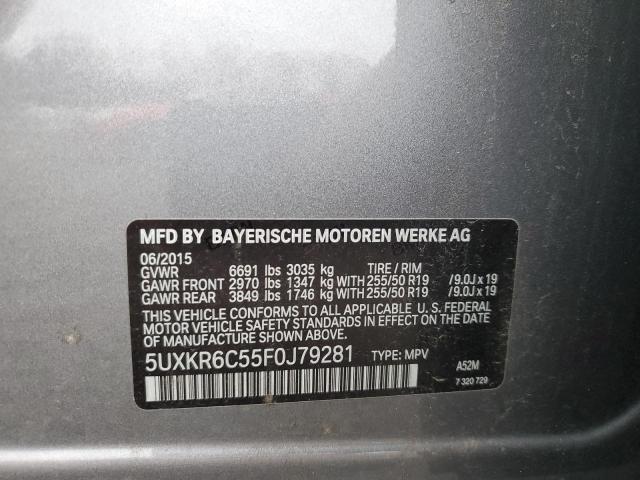 MFD BY BAYERISCHE MOTOREN WERKE AG
06/2015
GVWR 6691 lbs 3035 kg TIRE / RIM
GAWR FRONT 2970 lbs 1347 kg WITH 255/50 R19 /9.0J x 19
GAWR REAR 3849 lbs 1746 kg WITH 255/50 R19 /9.0J x 19
THIS VEHICLE CONFORMS TO ALL APPLICABLE U. S. FEDERAL
MOTOR VEHICLE SAFETY STANDARDS IN EFFECT ON THE DATE
OF MANUFACTURE SHOWN ABOVE.
5UXKR6C55F0J79281 TYPE: MPV
A52M
7 320 729